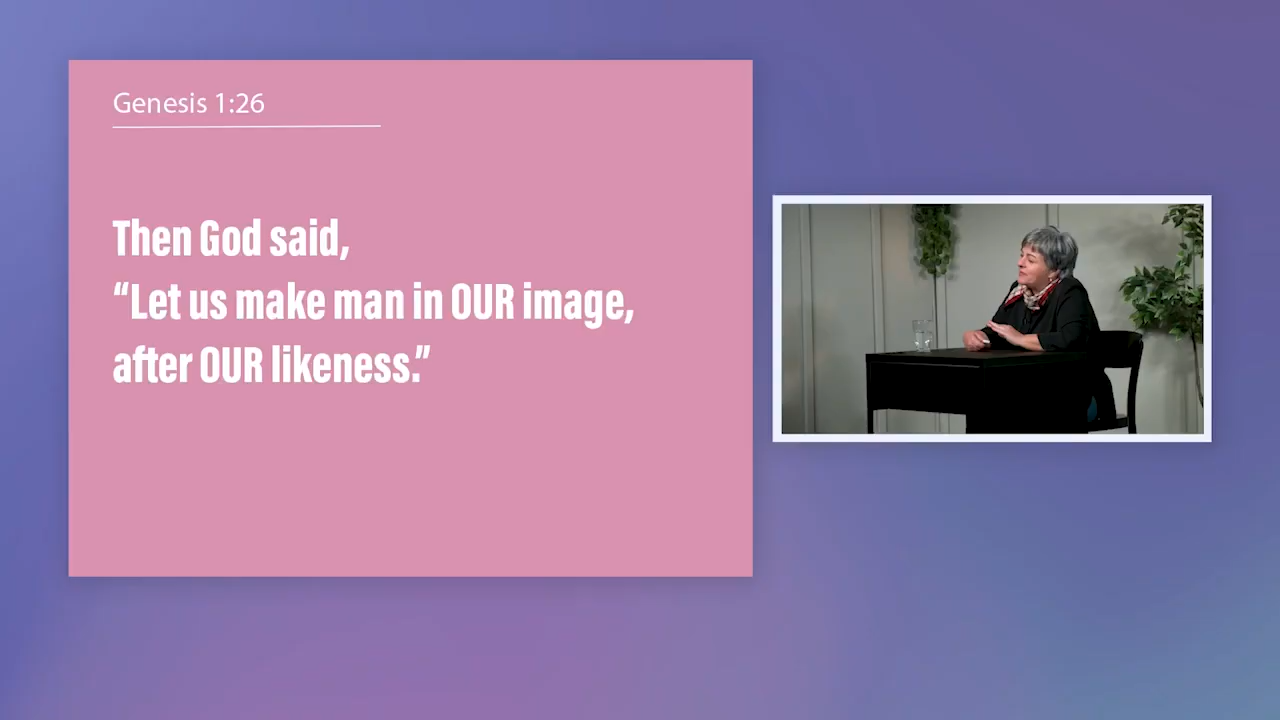 Genesis 1:26
Then God said,
“Let us make man in OUR image,
after OUR likeness.”